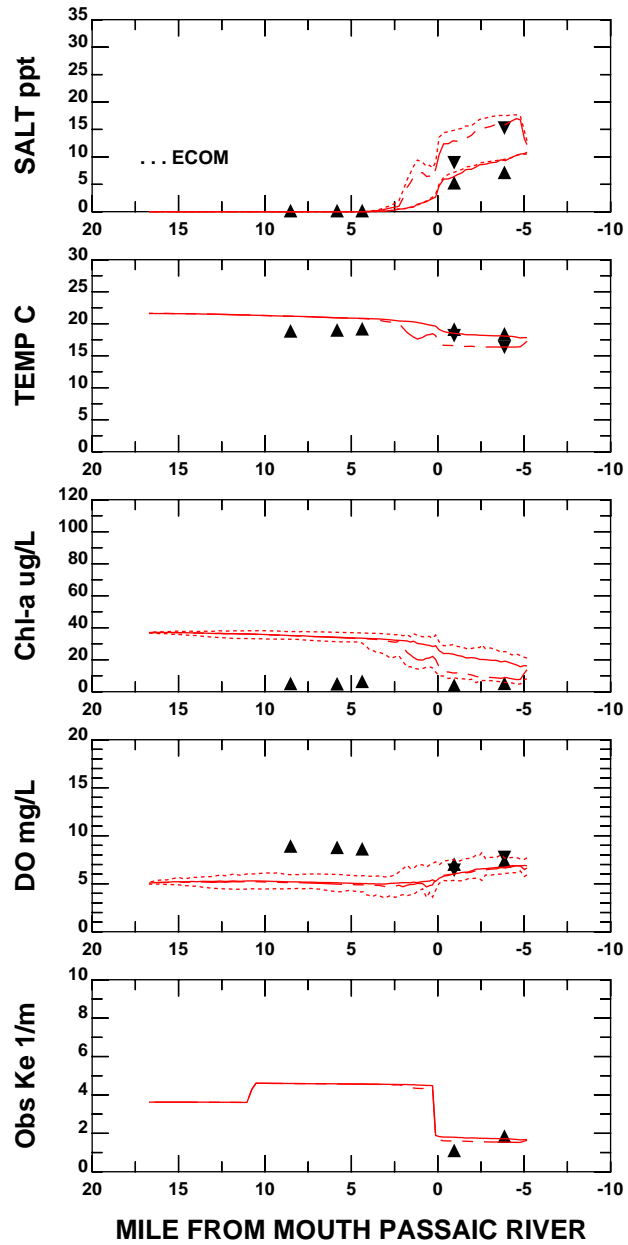 SALT ppt
35
30
25
20
15
10
5
0
. . . ECOM
20 15 10 5 0 -5 -10
TEMP C
30
25
20
15
10
5
0
20 15 10 5 0 -5 -10
Chl-a ug/L
120
100
80
60
40
20
0
20 15 10 5 0 -5 -10
DO mg/L
20
15
10
5
0
20 15 10 5 0 -5 -10
Obs Ke 1/m
10
8
6
4
2
0
20 15 10 5 0 -5 -10
MILE FROM MOUTH PASSAIC RIVER